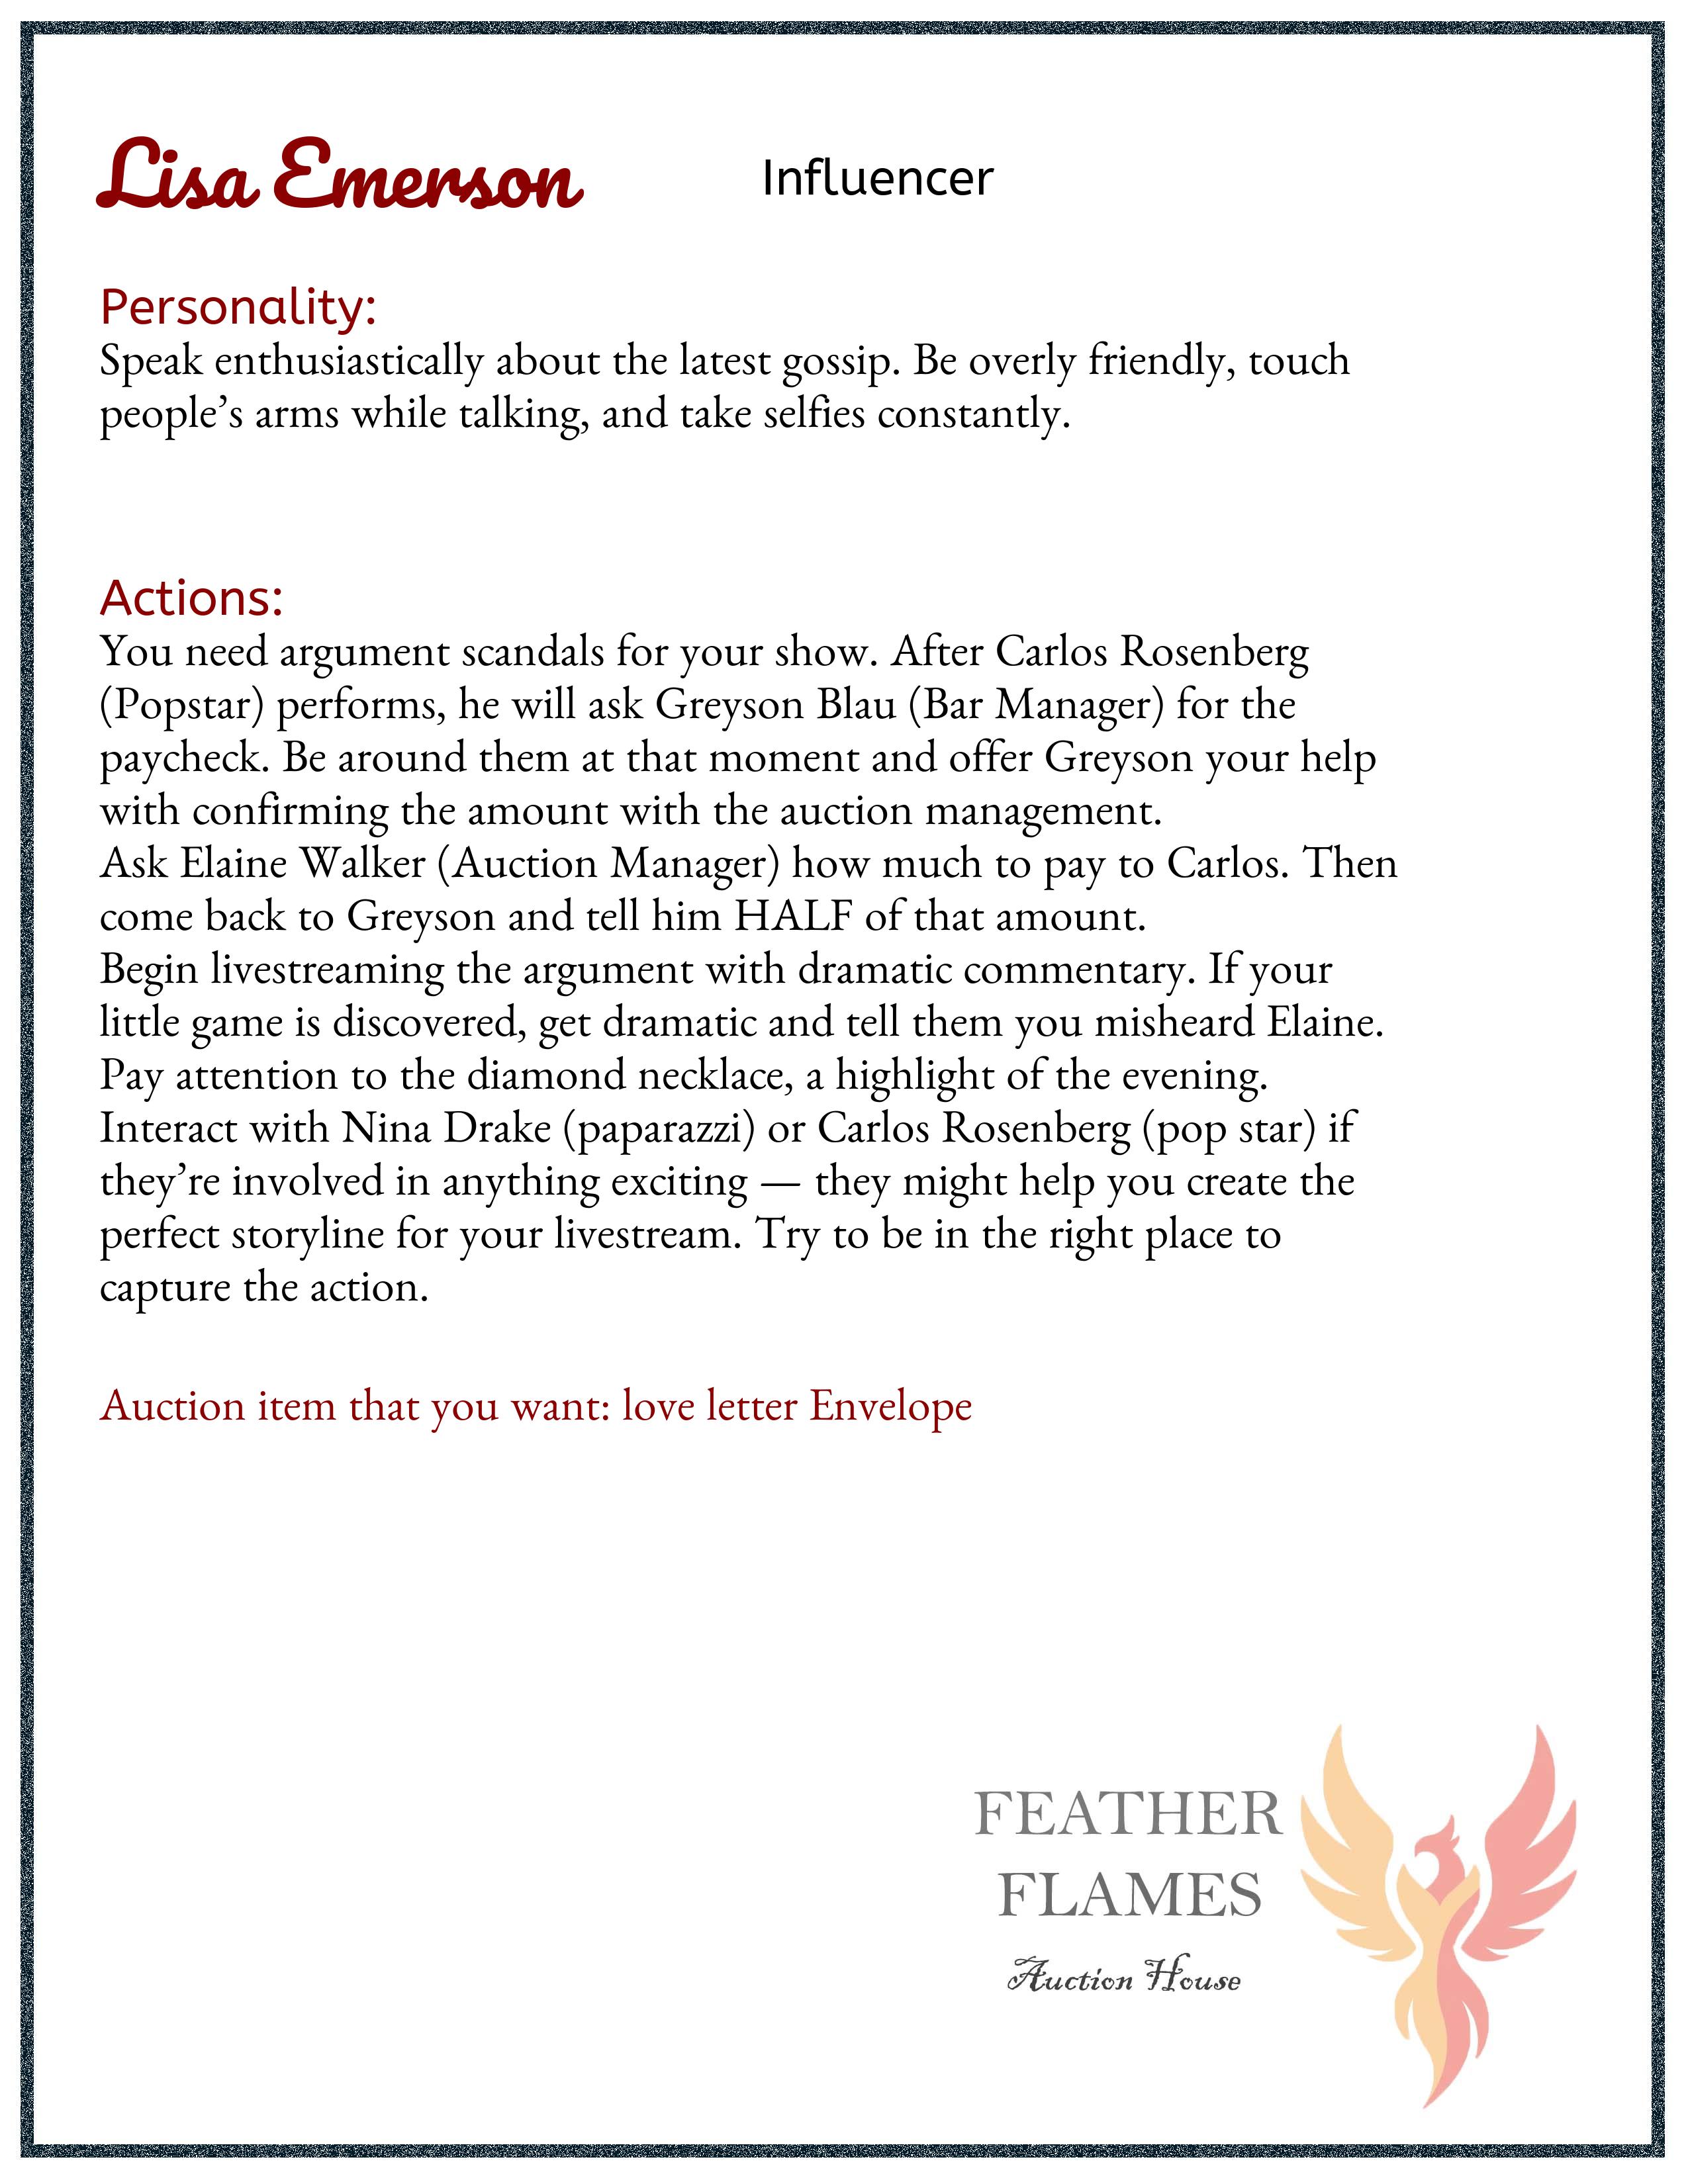 Lisa Emerson Influencer
Personality:
Speak enthusiastically about the latest gossip. Be overly friendly, touch
people’s arms while talking, and take selfies constantly.
Actions:
You need argument scandals for your show. After Carlos Rosenberg
(Popstar) performs, he will ask Greyson Blau (Bar Manager) for the
paycheck. Be around them at that moment and offer Greyson your help
with confirming the amount with the auction management.
Ask Elaine Walker (Auction Manager) how much to pay to Carlos. Then
come back to Greyson and tell him HALF of that amount.
Begin livestreaming the argument with dramatic commentary. If your
little game is discovered, get dramatic and tell them you misheard Elaine.
Pay attention to the diamond necklace, a highlight of the evening.
Interact with Nina Drake (paparazzi) or Carlos Rosenberg (pop star) if
they’re involved in anything exciting — they might help you create the
perfect storyline for your livestream. Try to be in the right place to
capture the action.
Auction item that you want: love letter Envelope
FEATHER
FLAMES
Auction House